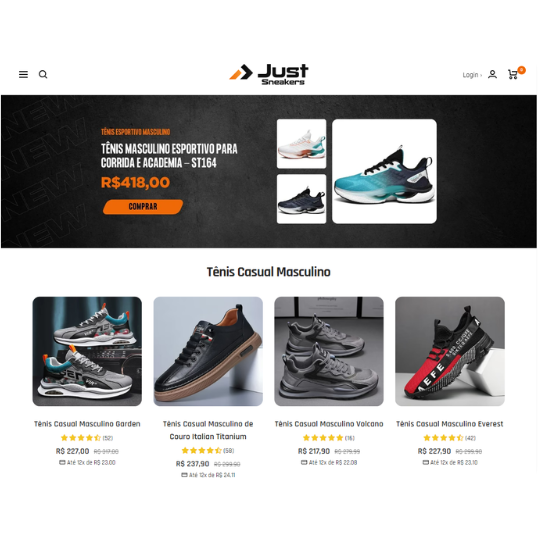 Just
Sneakers
Login
0
NEW
TÊNIS ESPORTIVO MASCULINO
TÊNIS MASCULINO ESPORTIVO PARA
CORRIDA E ACADEMIA – ST164
R$418,00
COMPRAR
Tênis Casual Masculino
Tênis Casual Masculino Garden
(52)
R$ 227,00 R$ 317,00
Até 12x de R$ 23,00
Tênis Casual Masculino de
Couro Italian Titanium
(58)
R$ 237,90 R$ 299,90
Até 12x de R$ 24,11
Tênis Casual Masculino Volcano
(16)
R$ 217,90 R$ 279,99
Até 12x de R$ 22,08
AEFE
Tênis Casual Masculino Everest
(42)
R$ 227,90 R$ 299,90
Até 12x de R$ 23,10